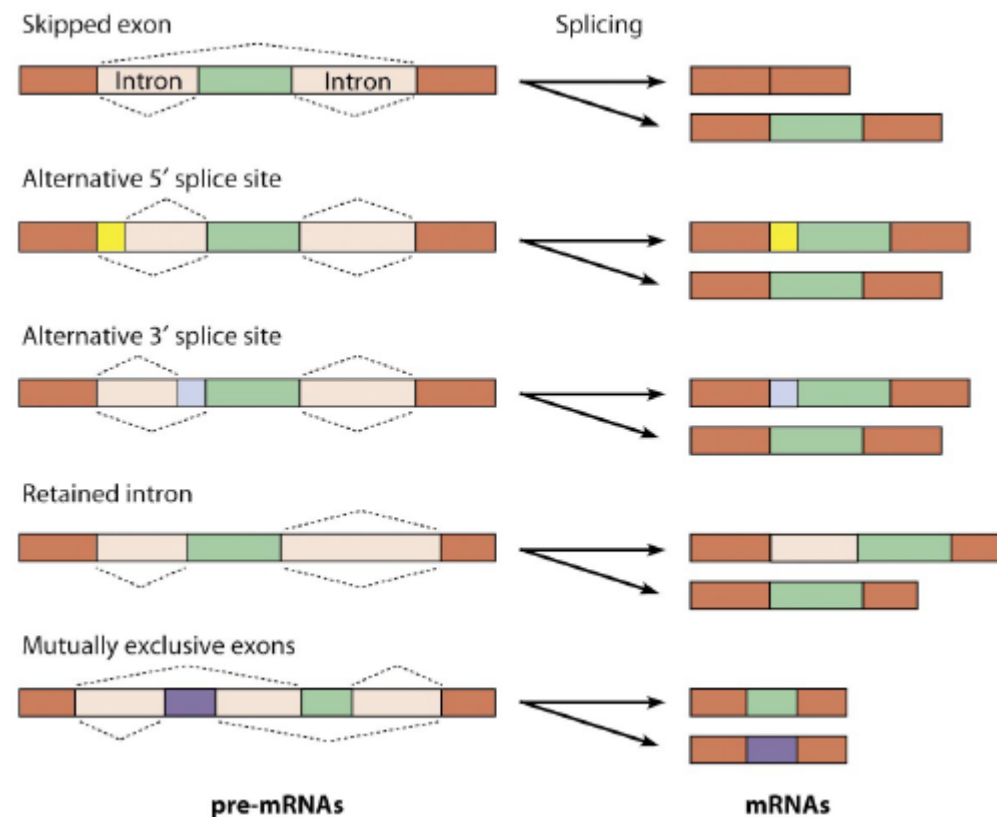 Skipped exon
Splicing
Intron
Intron
Alternative 5′ splice site
Alternative 3′ splice site
Retained intron
Mutually exclusive exons
pre-mRNAs
mRNAs